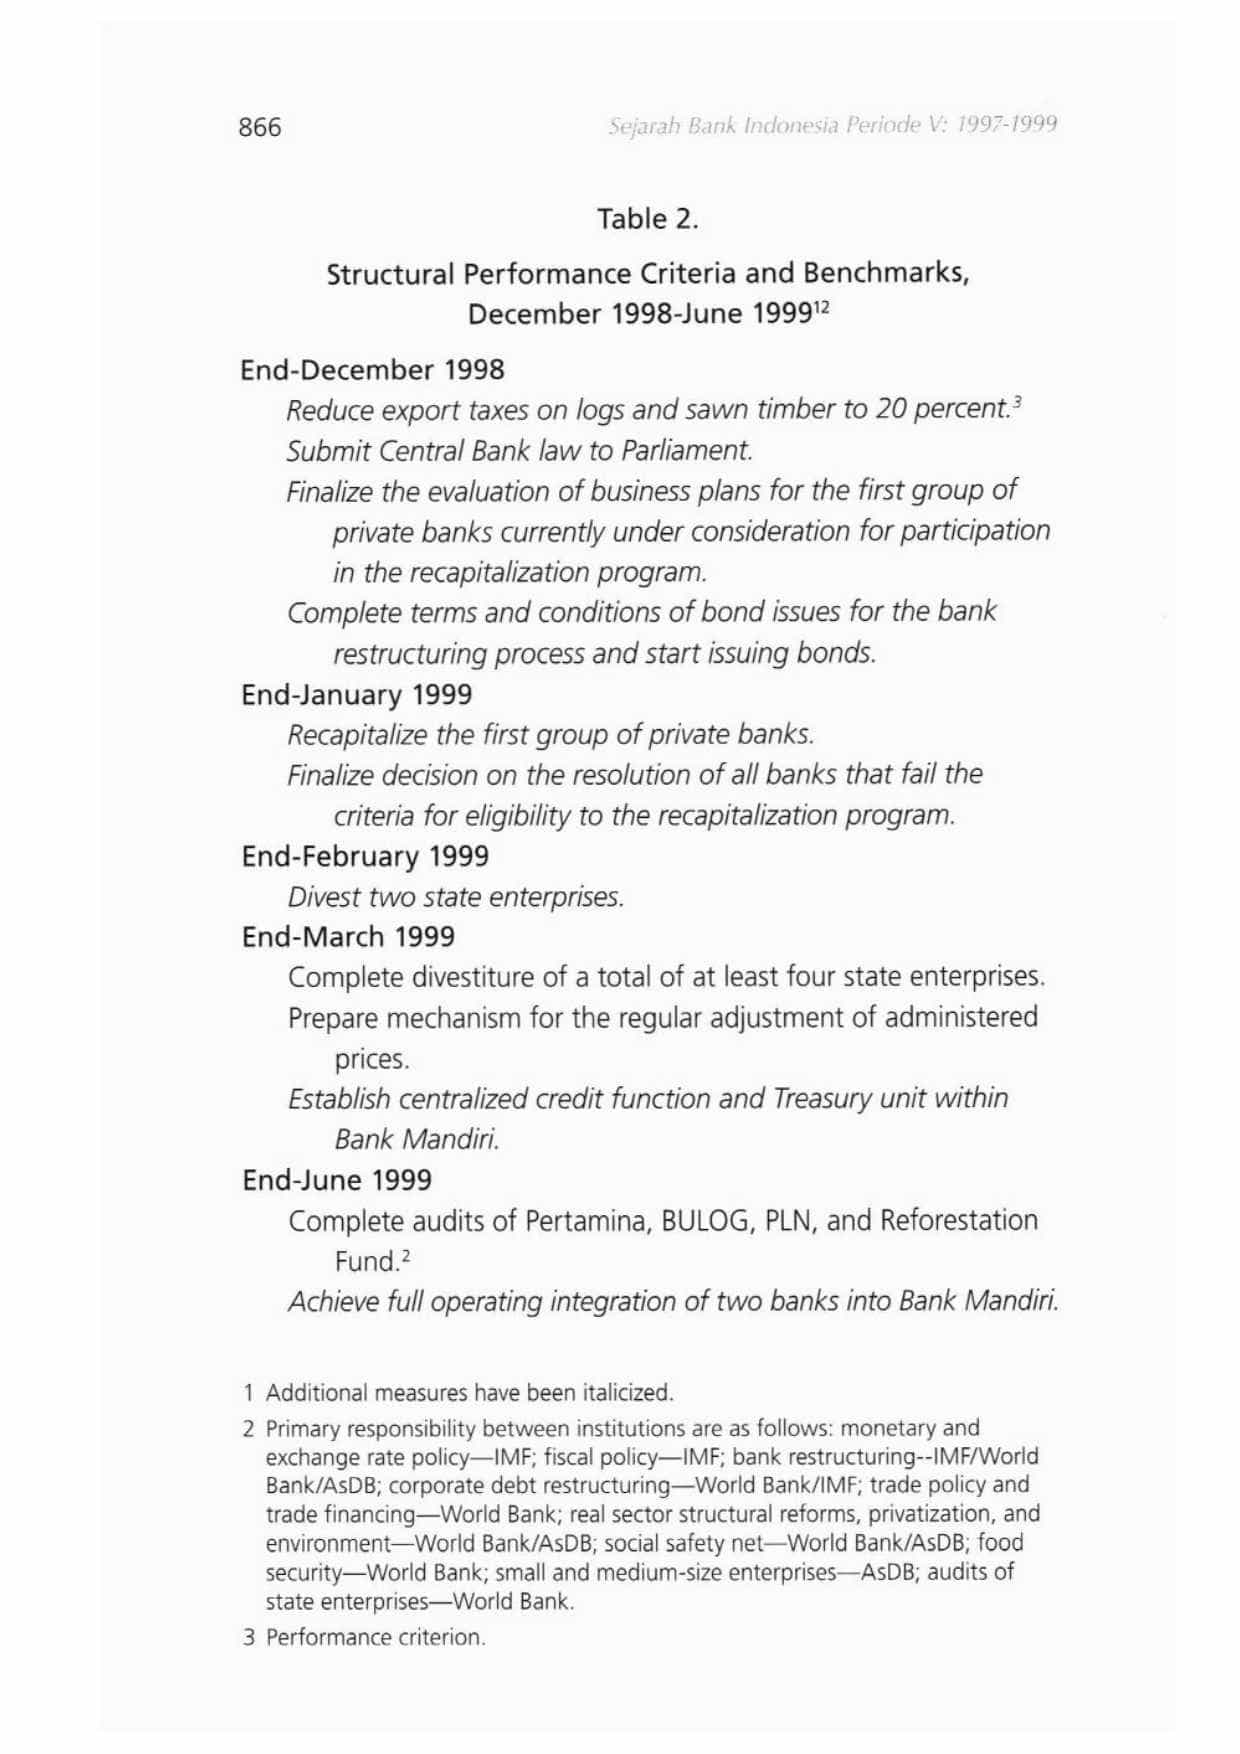 866
Sejarah Bank Indonesia Periode V: 1997-1999
Table 2.
Structural Performance Criteria and Benchmarks,
December 1998-June 1999¹²
End-December 1998
Reduce export taxes on logs and sawn timber to 20 percent.³
Submit Central Bank law to Parliament.
Finalize the evaluation of business plans for the first group of
private banks currently under consideration for participation
in the recapitalization program.
Complete terms and conditions of bond issues for the bank
restructuring process and start issuing bonds.
End-January 1999
Recapitalize the first group of private banks.
Finalize decision on the resolution of all banks that fail the
criteria for eligibility to the recapitalization program.
End-February 1999
Divest two state enterprises.
End-March 1999
Complete divestiture of a total of at least four state enterprises.
Prepare mechanism for the regular adjustment of administered
prices.
Establish centralized credit function and Treasury unit within
Bank Mandiri.
End-June 1999
Complete audits of Pertamina, BULOG, PLN, and Reforestation
Fund.²
Achieve full operating integration of two banks into Bank Mandiri.
1 Additional measures have been italicized.
2 Primary responsibility between institutions are as follows: monetary and
exchange rate policy—IMF; fiscal policy—IMF; bank restructuring--IMF/World
Bank/AsDB; corporate debt restructuring—World Bank/IMF; trade policy and
trade financing—World Bank; real sector structural reforms, privatization, and
environment—World Bank/AsDB; social safety net—World Bank/AsDB; food
security—World Bank; small and medium-size enterprises—AsDB; audits of
state enterprises—World Bank.
3 Performance criterion.